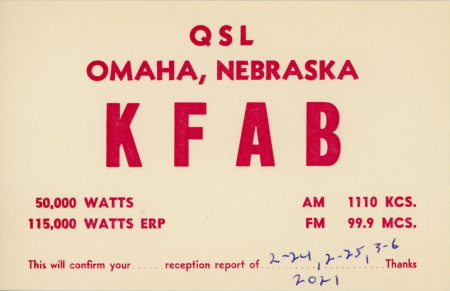 QSL
OMAHA, NEBRASKA
KFAB
50,000 WATTS AM 1110 KCS.
115,000 WATTS ERP FM 99.9 MCS.
This will confirm your ..... reception report of 2-24, 2-25, 3-6 Thanks
2021